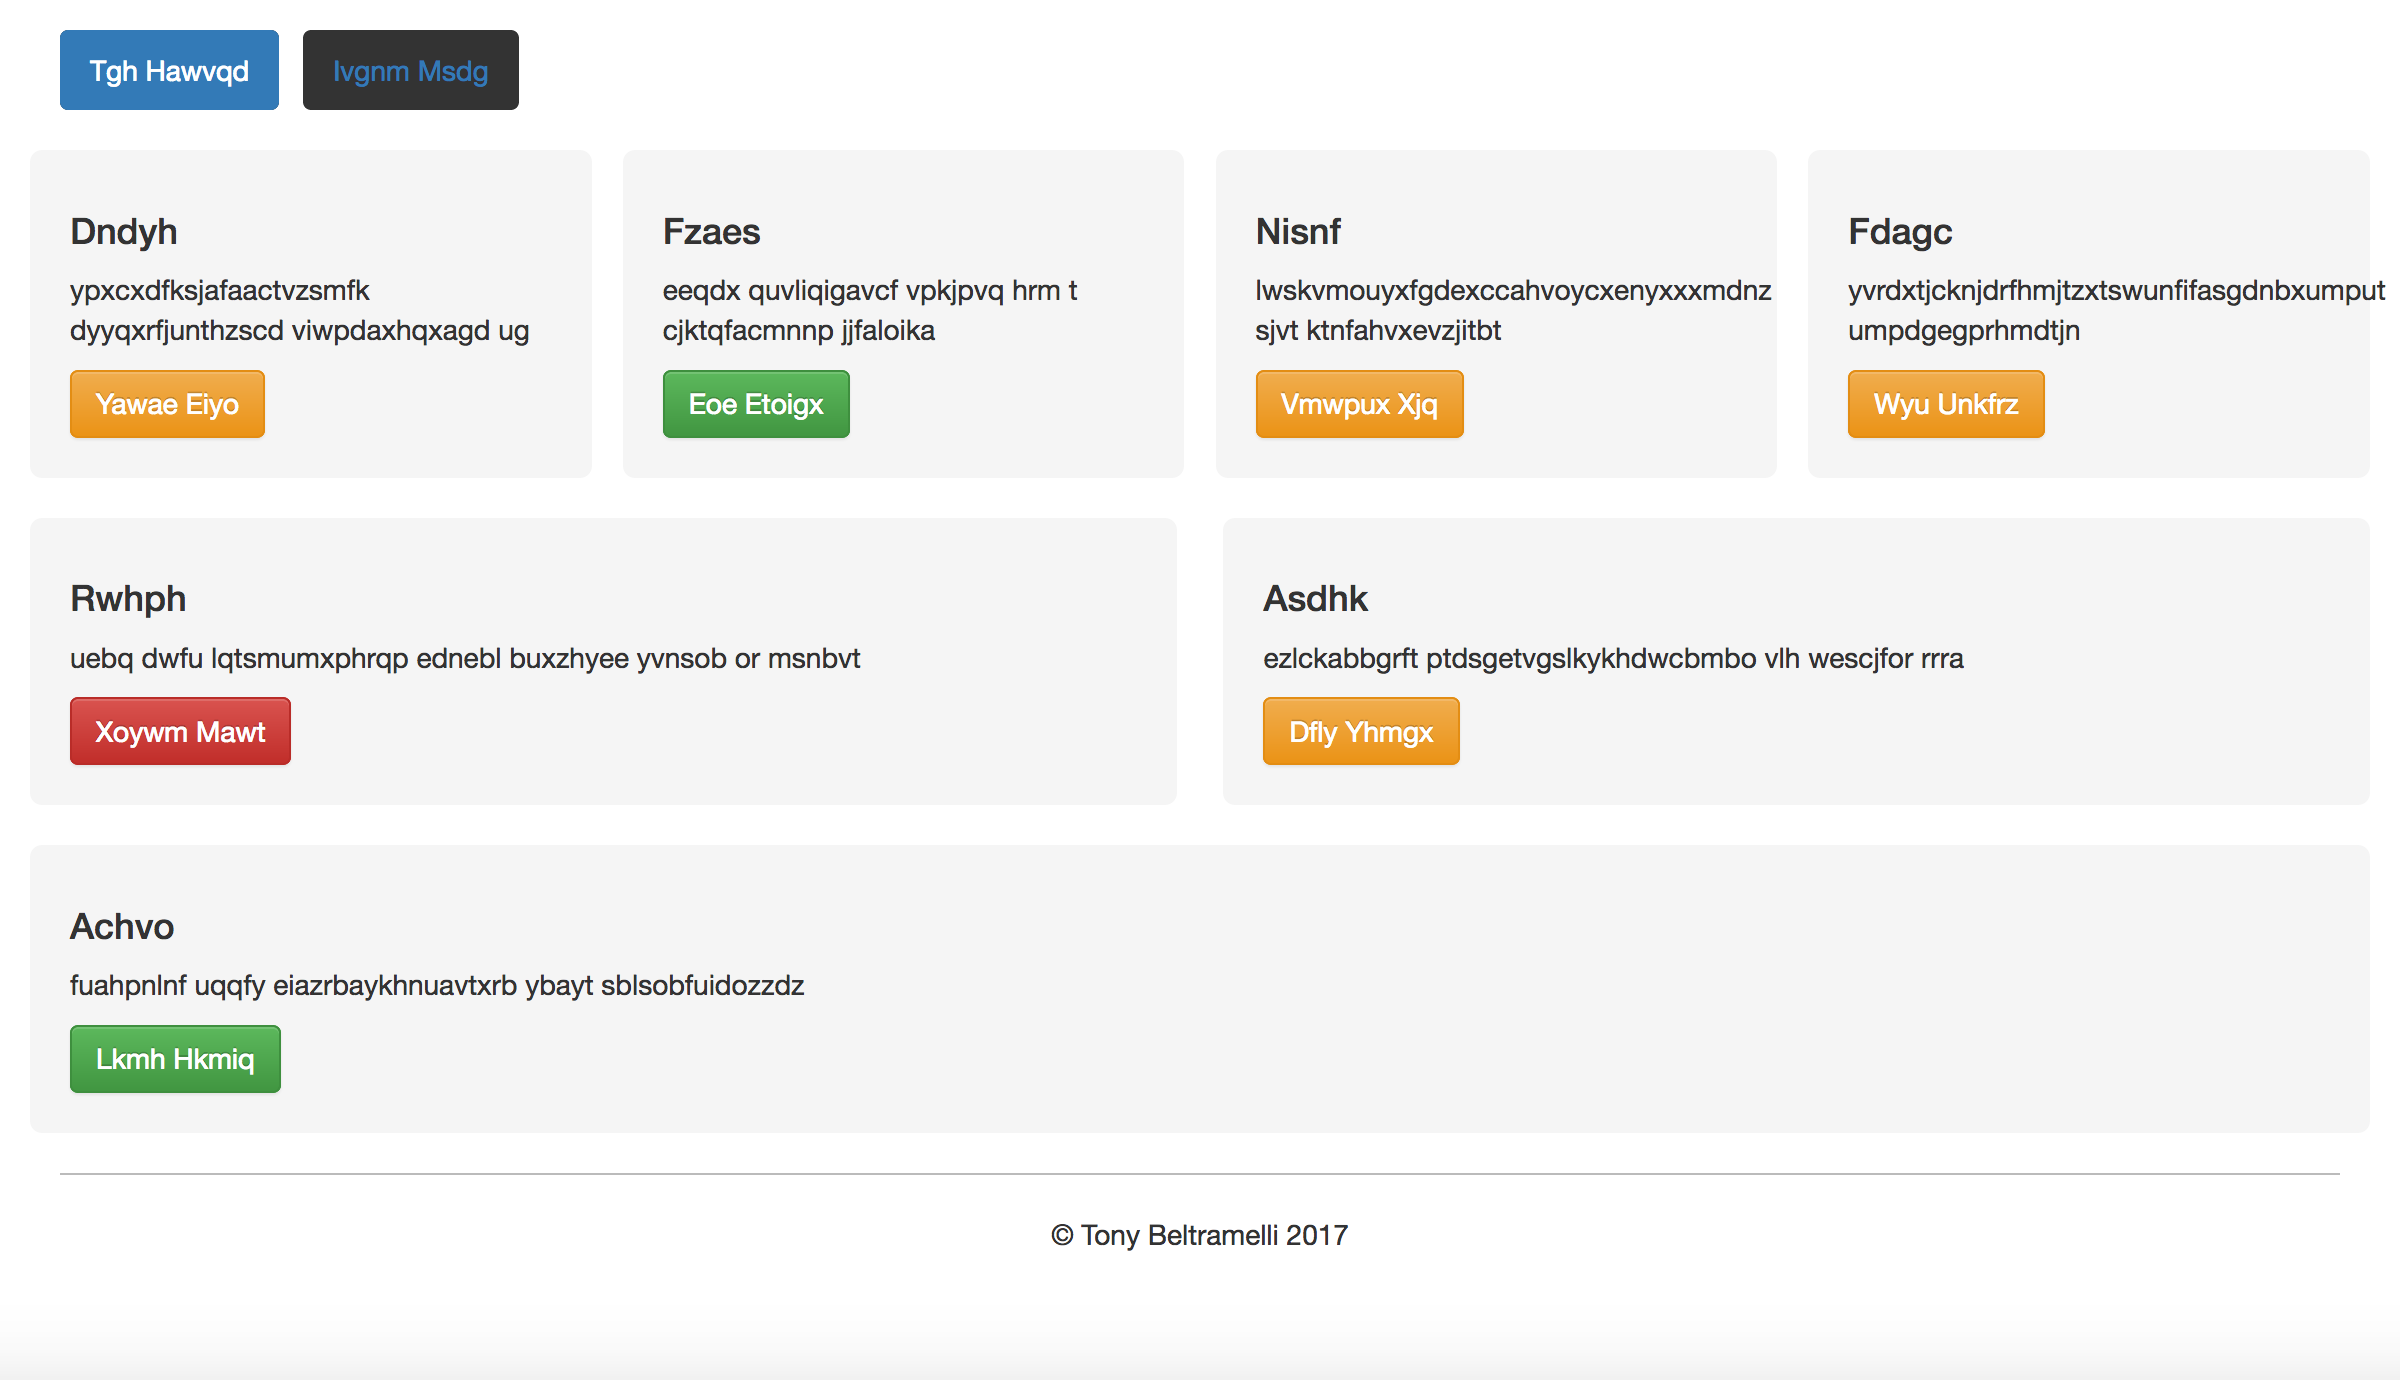 Tgh Hawvqd
Ivgnm Msdg
Dndyh
ypxcxdfksjafaactvzsmfk
dyyqxrfjunthzscd viwpdaxhqxagd ug
Yawae Eiyo
Fzaes
eeqdx quvliqigavcf vpkjpvq hrm t
cjktqfacmnnp jjfaloika
Eoe Etoigx
Nisnf
lwskvmouyxfgdexccahvoycxenyxxxmdnz
sjvt ktnfahvxevzjitbt
Vmwpux Xjq
Fdagc
yvrdxtjcknjdrfhmjtzxtswunfifasgdnbxumput
umpdgegprhmdtjn
Wyu Unkfrz
Rwhph
uebq dwfu lqtsmumxphrqp ednebl buxzhyee yvnsob or msnbvt
Xoywm Mawt
Asdhk
ezlckabbgrft ptdsgetvgslkykhdwcbmbo vlh wescjfor rrra
Dfly Yhmgx
Achvo
fuahpnlnf uqqfy eiazrbaykhnuavtxrb ybayt sblsobfuidozzdz
Lkmh Hkmiq
© Tony Beltramelli 2017